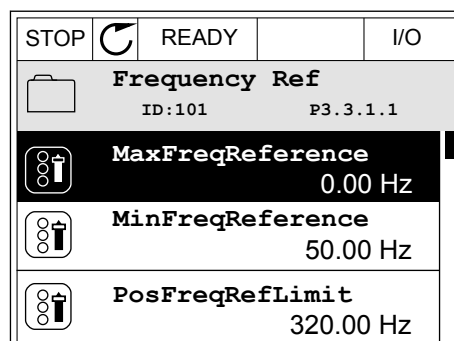 STOP READY I/O
Frequency Ref
ID:101 P3.3.1.1
MaxFreqReference
0.00 Hz
MinFreqReference
50.00 Hz
PosFreqRefLimit
320.00 Hz